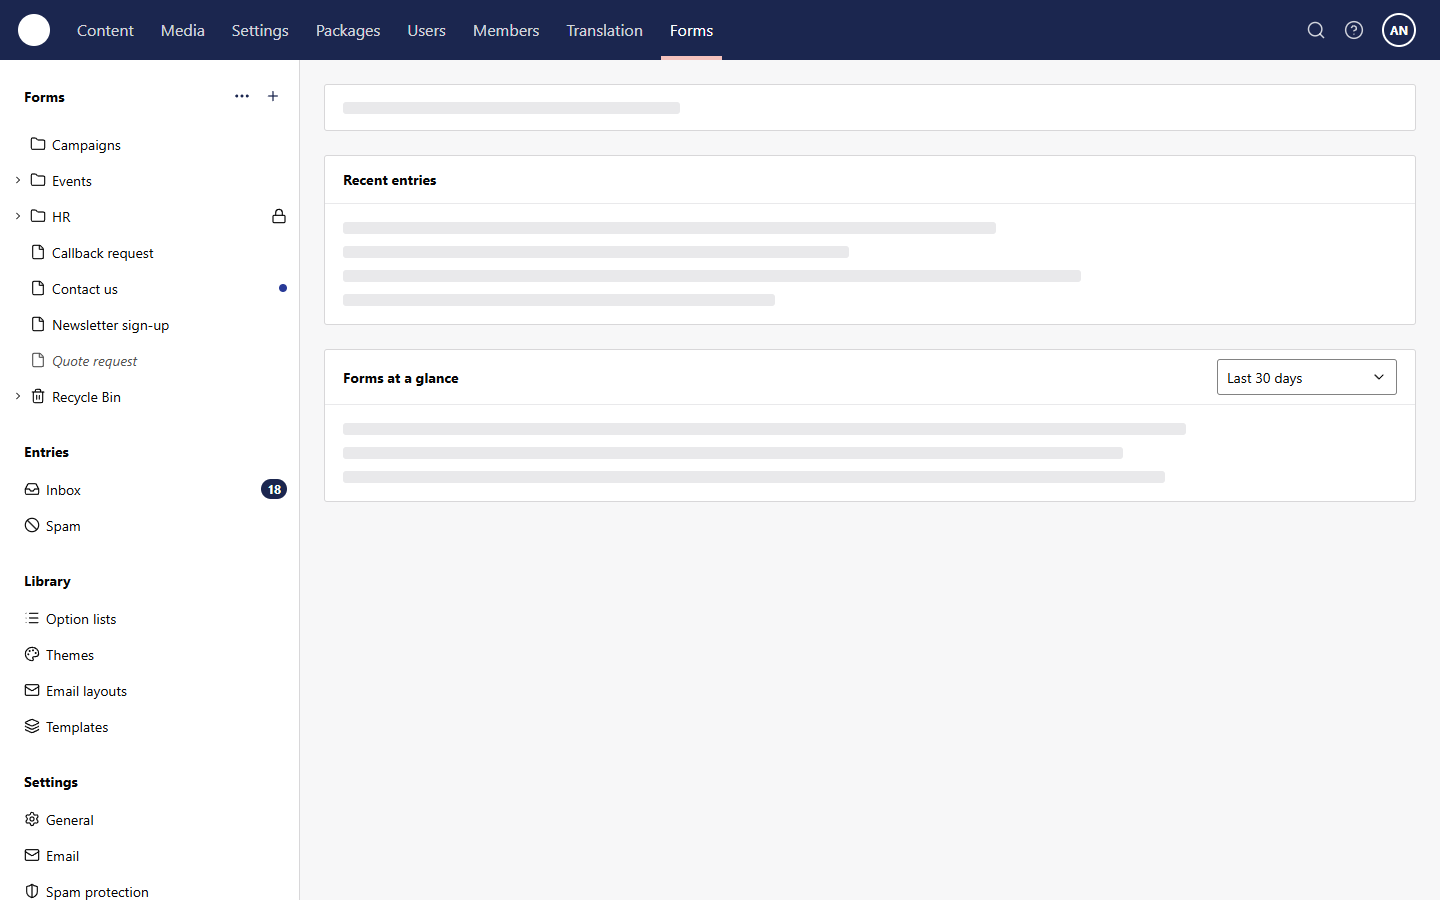 Content Media Settings Packages Users Members Translation Forms AN
Forms
Campaigns
Events
HR
Callback request
Contact us
Newsletter sign-up
Quote request
Recycle Bin
Entries
Inbox 18
Spam
Library
Option lists
Themes
Email layouts
Templates
Settings
General
Email
Spam protection
Recent entries
Forms at a glance Last 30 days